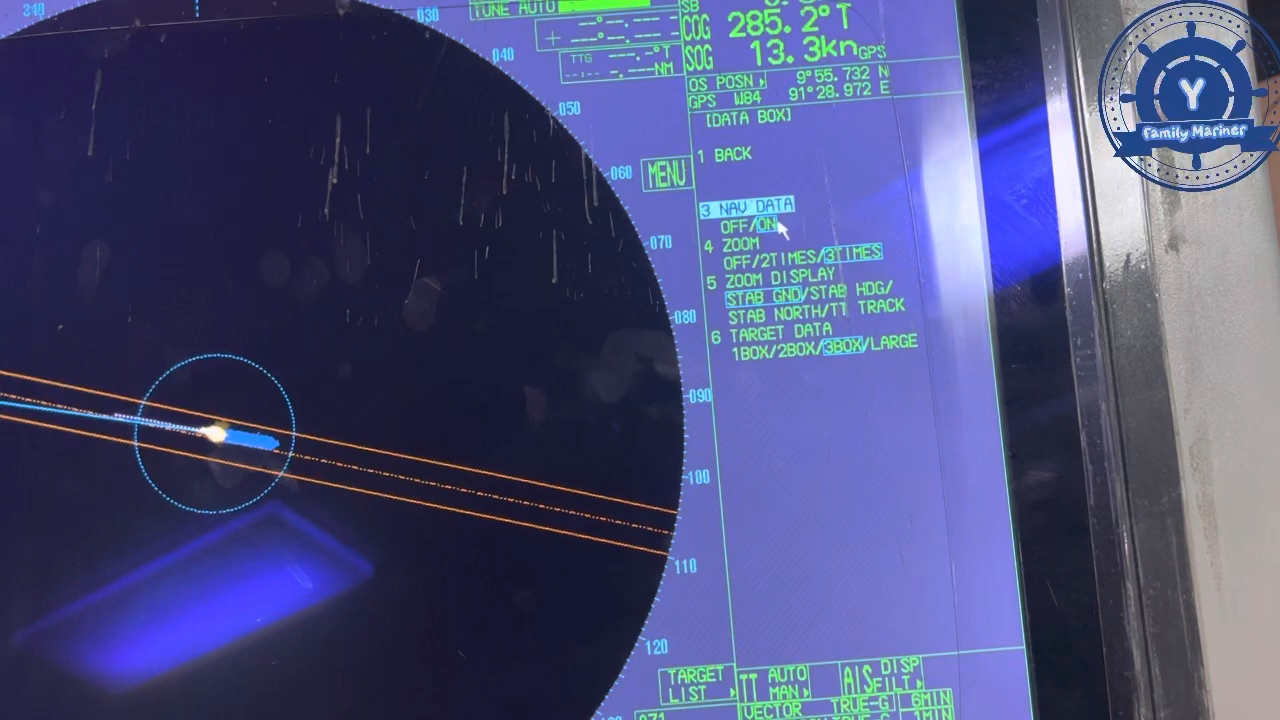 340
030
040
050
060
070
080
090
100
110
120
TUNE AUTO
TTG
°T
NM
SB
COG 285.2°T
SOG 13.3kn GPS
OS POSN 9°55.732 N
GPS W84 91°28.972 E
[DATA BOX]
1 BACK
MENU
3 NAV DATA
OFF/ON
4 ZOOM
OFF/2TIMES/3TIMES
5 ZOOM DISPLAY
STAB GND/STAB HDG/
STAB NORTH/TT TRACK
6 TARGET DATA
1BOX/2BOX/3BOX/LARGE
TARGET LIST
TT AUTO MAN
AIS DISP FILT
VECTOR TRUE-G 6MIN
TRUE-G 1MIN
Y
Family Mariner